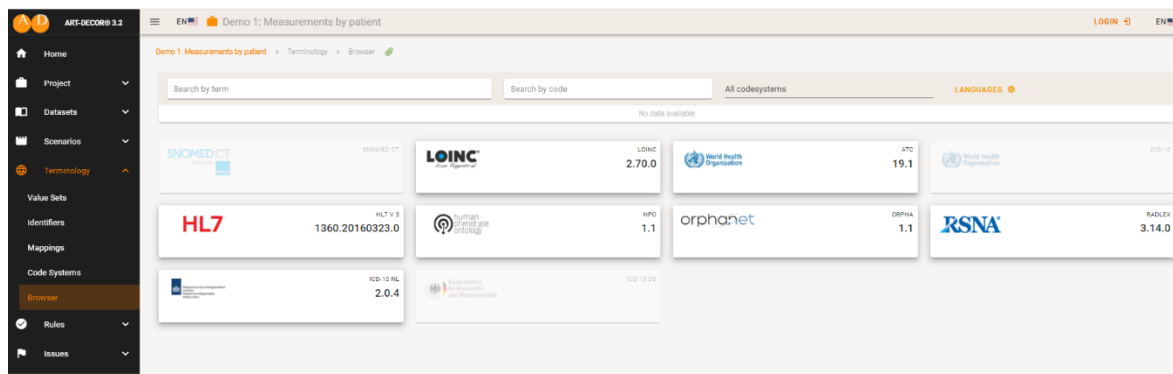 AD ART-DECOR® 3.2
EN Demo 1: Measurements by patient
LOGIN
EN
Home
Project
Datasets
Scenarios
Terminology
Value Sets
Identifiers
Mappings
Code Systems
Browser
Rules
Issues
Demo 1: Measurements by patient Terminology Browser
Search by term
Search by code
All codesystems
LANGUAGES
No data available
SNOMED CT
SNOMED CT
LOINC
LOINC
2.70.0
World Health
Organization
ATC
19.1
World Health
Organization
ICD-10
HL7
HL7 V 3
1360.20160323.0
human
phenotype
ontology
HPO
1.1
orphanet
ORPHA
1.1
RSNA
RADLEX
3.14.0
ICD-10 NL
2.0.4
ICD-10 DE